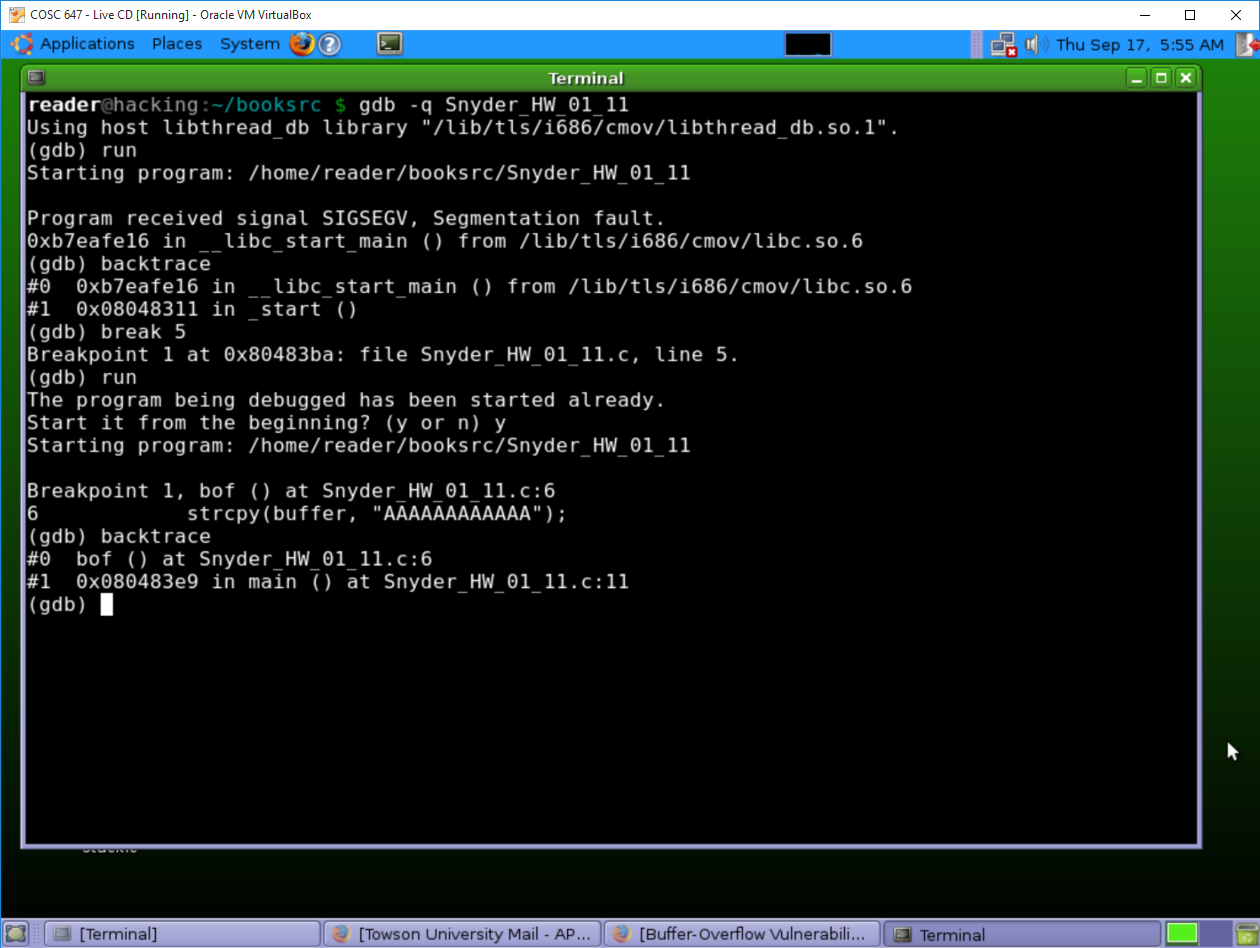 COSC 647 - Live CD [Running] - Oracle VM VirtualBox
Applications Places System Thu Sep 17, 5:55 AM
Terminal
reader@hacking:~/booksrc $ gdb -q Snyder_HW_01_11
Using host libthread_db library "/lib/tls/i686/cmov/libthread_db.so.1".
(gdb) run
Starting program: /home/reader/booksrc/Snyder_HW_01_11
Program received signal SIGSEGV, Segmentation fault.
0xb7eafe16 in __libc_start_main () from /lib/tls/i686/cmov/libc.so.6
(gdb) backtrace
#0  0xb7eafe16 in __libc_start_main () from /lib/tls/i686/cmov/libc.so.6
#1  0x08048311 in _start ()
(gdb) break 5
Breakpoint 1 at 0x80483ba: file Snyder_HW_01_11.c, line 5.
(gdb) run
The program being debugged has been started already.
Start it from the beginning? (y or n) y
Starting program: /home/reader/booksrc/Snyder_HW_01_11
Breakpoint 1, bof () at Snyder_HW_01_11.c:6
6            strcpy(buffer, "AAAAAAAAAAAA");
(gdb) backtrace
#0  bof () at Snyder_HW_01_11.c:6
#1  0x080483e9 in main () at Snyder_HW_01_11.c:11
(gdb)
[Terminal] [Towson University Mail - AP... [Buffer-Overflow Vulnerabili... Terminal